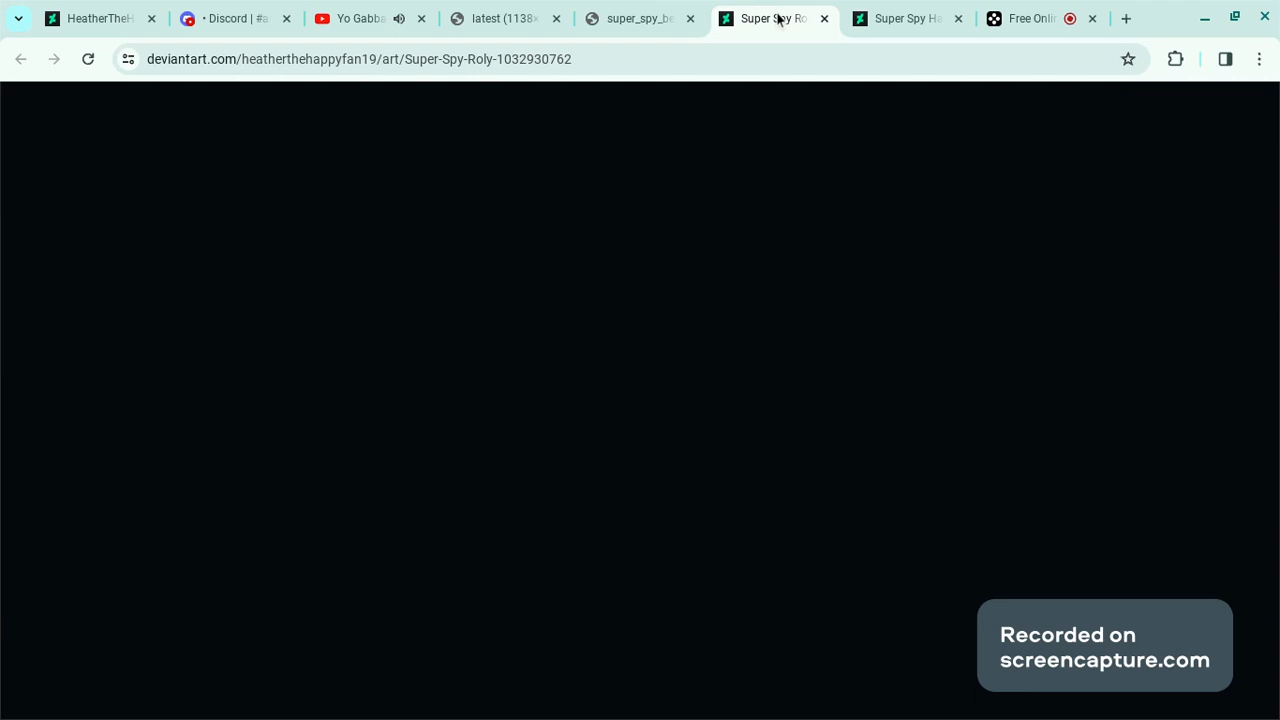 HeatherTheH
• Discord | #a
Yo Gabba
latest (1138×
super_spy_be
Super Spy Ro
Super Spy Ha
Free Onli
deviantart.com/heatherthehappyfan19/art/Super-Spy-Roly-1032930762
Recorded on
screencapture.com